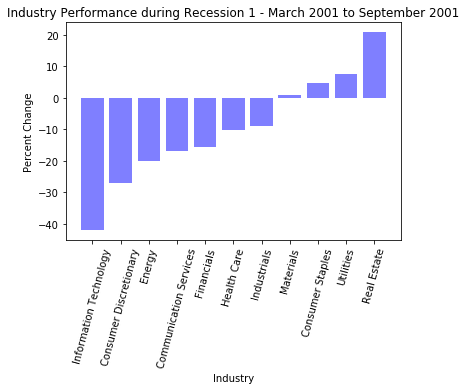 Industry Performance during Recession 1 - March 2001 to September 2001
Percent Change
20
10
0
−10
−20
−30
−40
Information Technology
Consumer Discretionary
Energy
Communication Services
Financials
Health Care
Industrials
Materials
Consumer Staples
Utilities
Real Estate
Industry